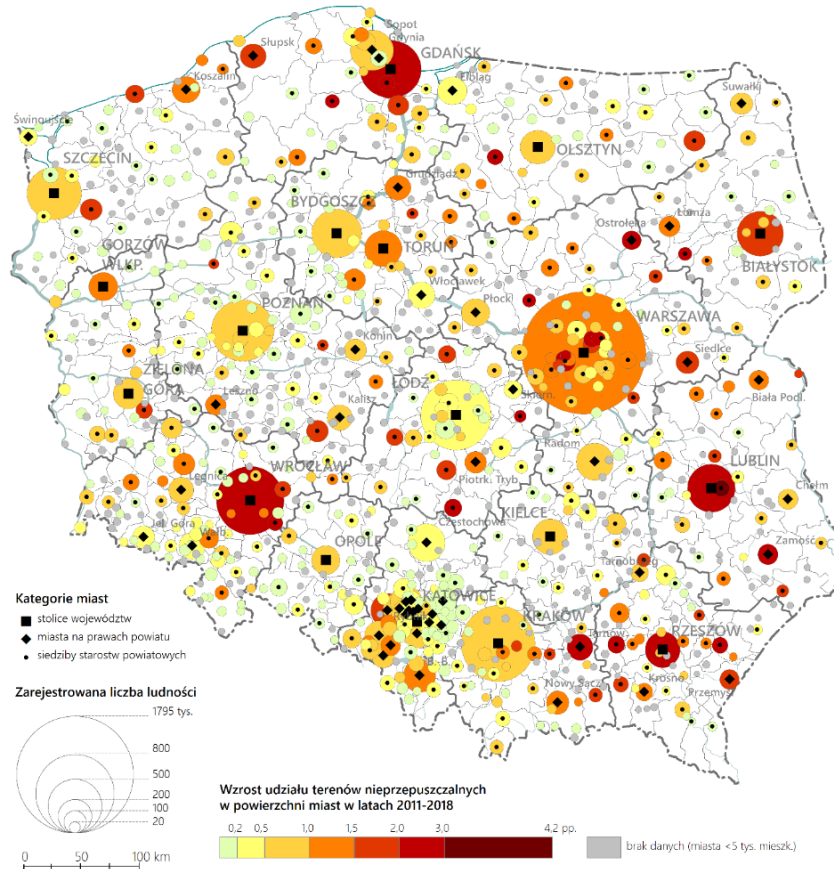 Sopot
Gdynia
Słupsk
GDAŃSK
Koszalin
Elbląg
Suwałki
Świnoujście
SZCZECIN
OLSZTYN
Grudziądz
BYDGOSZCZ
Ostrołęka
Łomża
TORUŃ
BIAŁYSTOK
GORZÓW
WLKP.
Włocławek
POZNAŃ
Płock
WARSZAWA
Konin
Siedlce
ZIELONA
GÓRA
ŁÓDŹ
Leszno
Kalisz
Skiern.
Biała Podl.
Radom
WROCŁAW
LUBLIN
Legnica
Piotrk. Tryb.
Chełm
KIELCE
Jel. Góra
Wałb.
Częstochowa
OPOLE
Zamość
Tarnobrzeg
Kategorie miast
KATOWICE
stolice województw
KRAKÓW
RZESZÓW
miasta na prawach powiatu
Tarnów
siedziby starostw powiatowych
B.-B.
Krosno
Nowy Sącz
Przemyśl
Zarejestrowana liczba ludności
1795 tys.
800
500
200
100
20
Wzrost udziału terenów nieprzepuszczalnych
w powierzchni miast w latach 2011-2018
0,2 0,5 1,0 1,5 2,0 3,0 4,2 pp.
brak danych (miasta <5 tys. mieszk.)
0 50 100 km